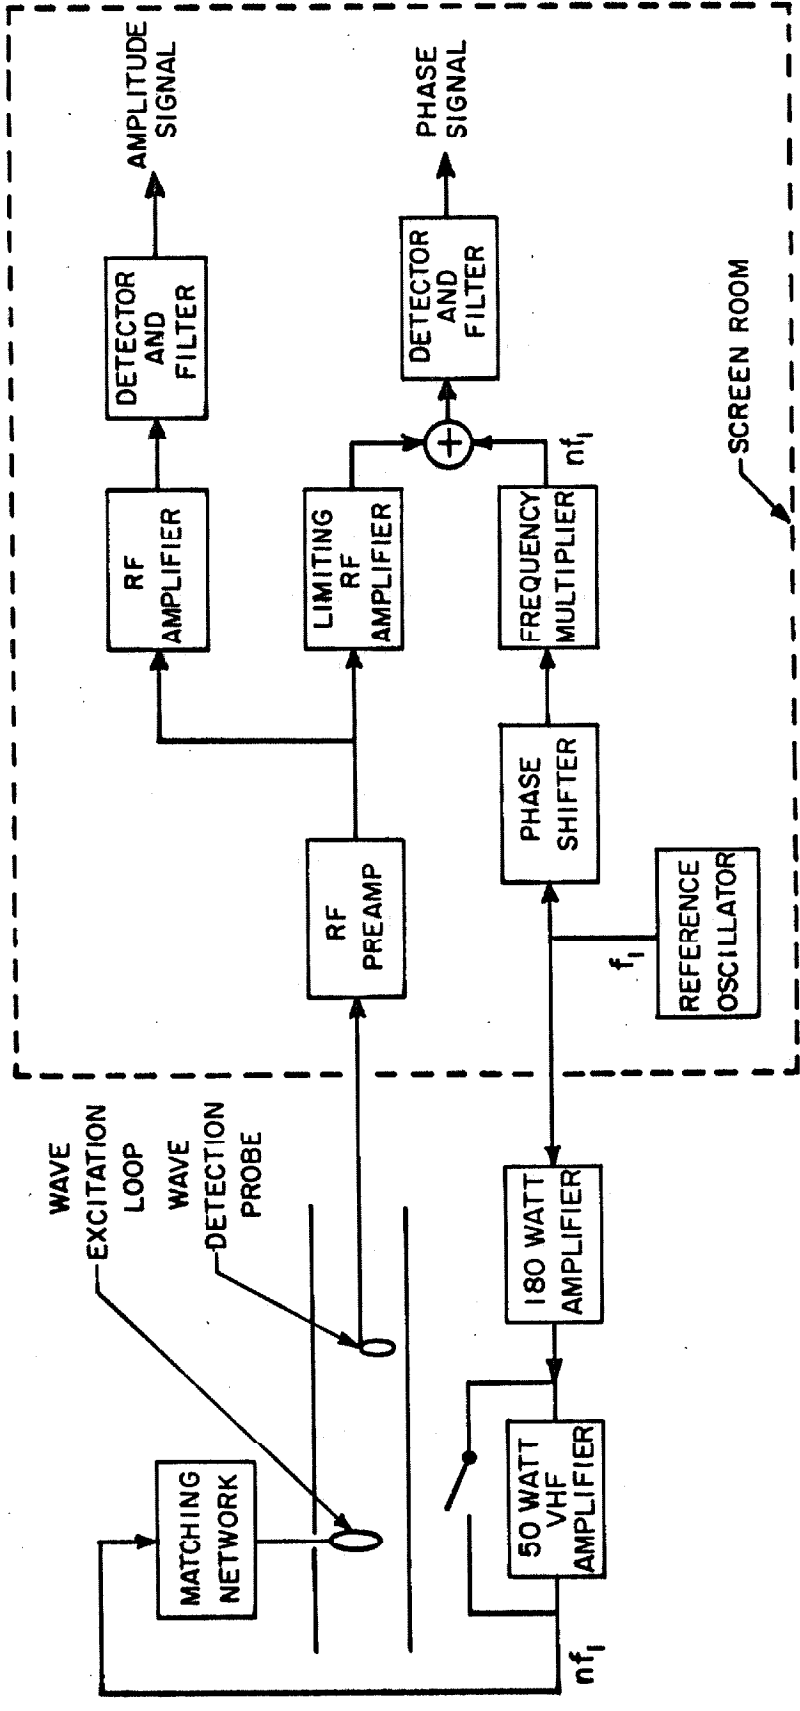 WAVE
EXCITATION
LOOP
WAVE
DETECTION
PROBE
MATCHING
NETWORK
RF
PREAMP
RF
AMPLIFIER
DETECTOR
AND
FILTER
AMPLITUDE
SIGNAL
LIMITING
RF
AMPLIFIER
+
DETECTOR
AND
FILTER
PHASE
SIGNAL
nf₁
50 WATT
VHF
AMPLIFIER
180 WATT
AMPLIFIER
f₁
REFERENCE
OSCILLATOR
PHASE
SHIFTER
FREQUENCY
MULTIPLIER
nf₁
SCREEN ROOM